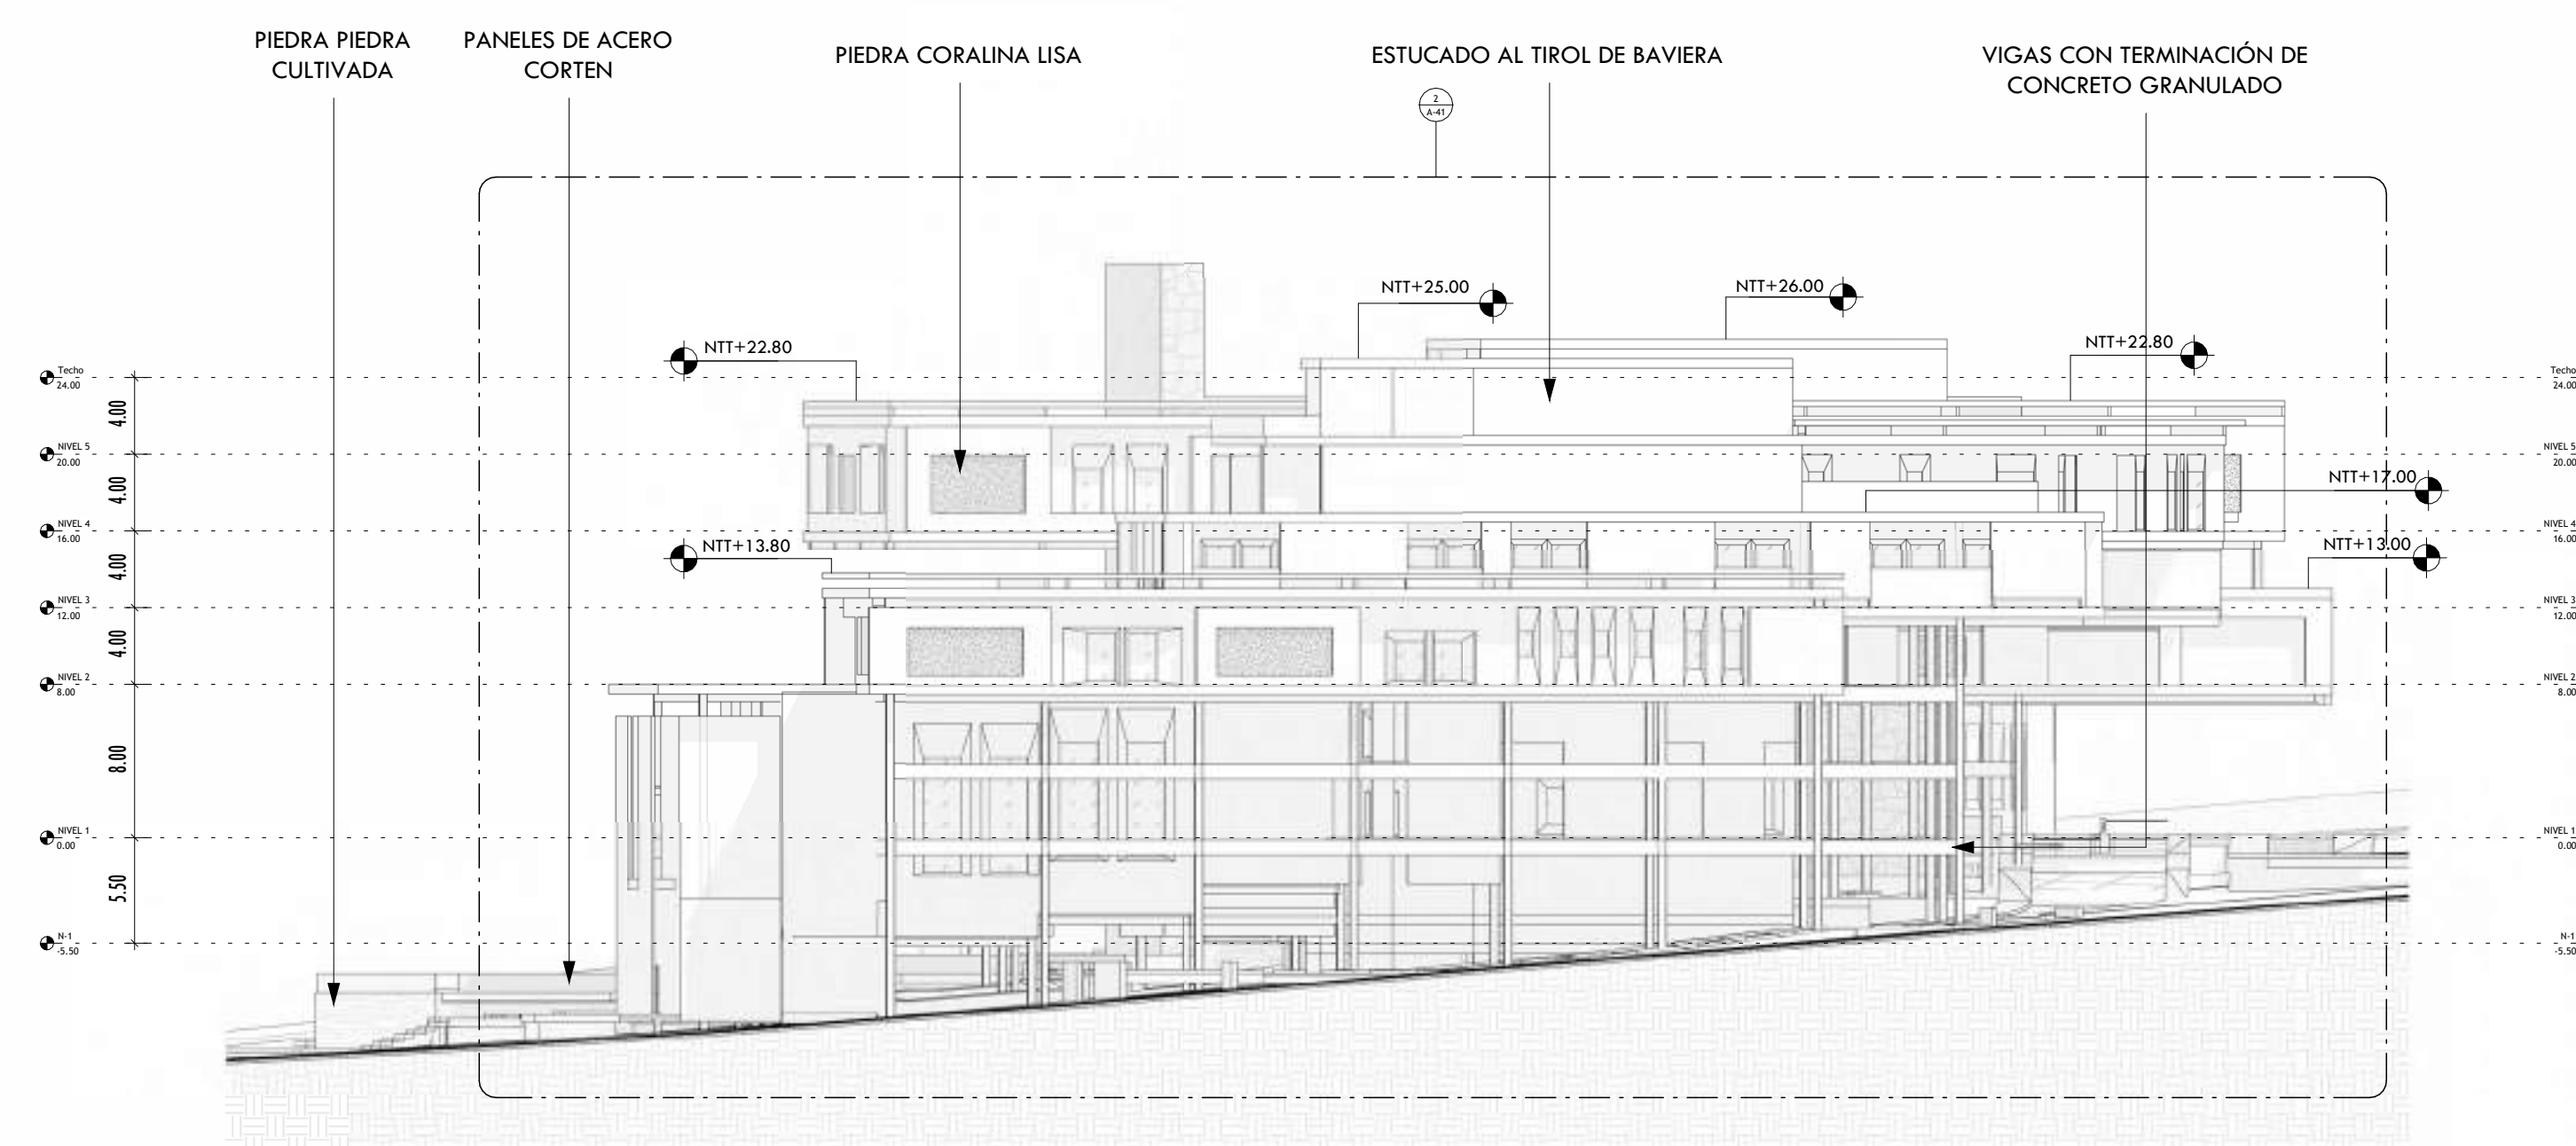 PIEDRA PIEDRA
CULTIVADA
PANELES DE ACERO
CORTEN
PIEDRA CORALINA LISA
ESTUCADO AL TIROL DE BAVIERA
VIGAS CON TERMINACIÓN DE
CONCRETO GRANULADO
2
A-41
NTT+25.00
NTT+26.00
NTT+22.80
NTT+22.80
NTT+17.00
NTT+13.80
NTT+13.00
Techo
24.00
4.00
NIVEL 5
20.00
4.00
NIVEL 4
16.00
4.00
NIVEL 3
12.00
4.00
NIVEL 2
8.00
8.00
NIVEL 1
0.00
5.50
N-1
-5.50
Techo
24.00
NIVEL 5
20.00
NIVEL 4
16.00
NIVEL 3
12.00
NIVEL 2
8.00
NIVEL 1
0.00
N-1
-5.50